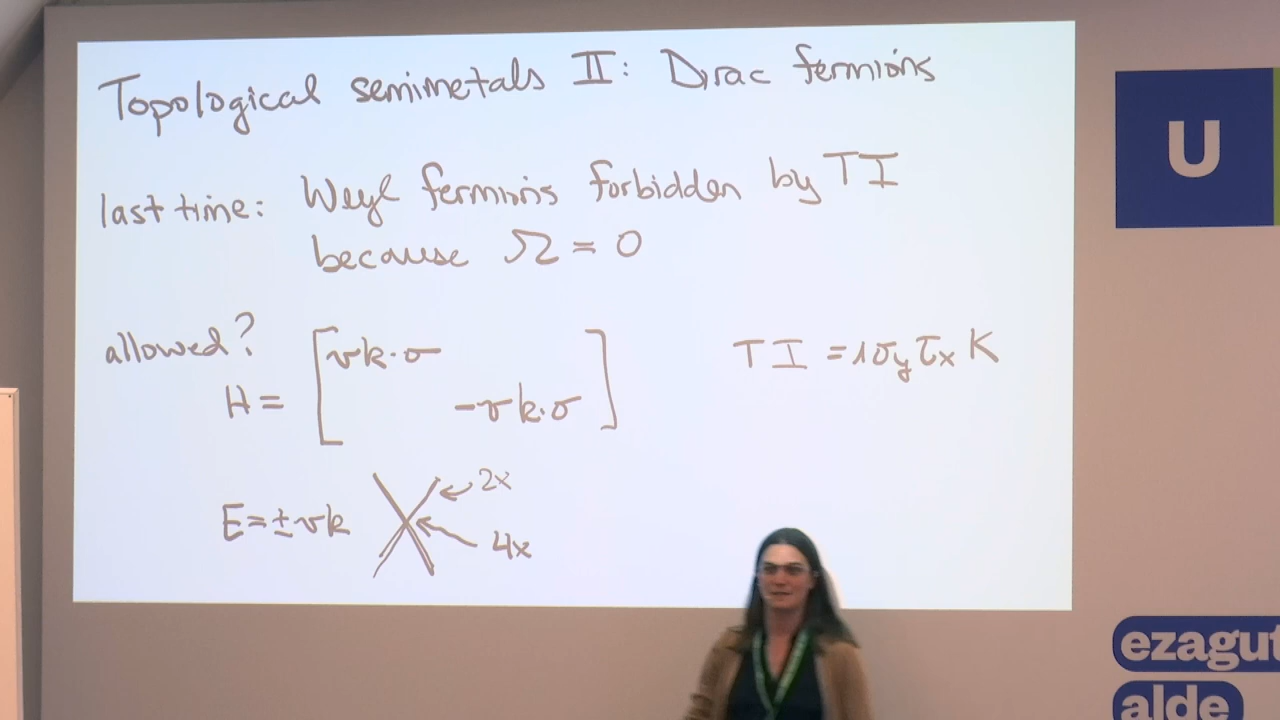 Topological semimetals II: Dirac fermions
last time: Weyl fermions forbidden by TI
because Ω = 0
allowed?
H = [vk·σ
-vk·σ]
TI = iσyτx K
E=±vk
2x
4x
U
ezagut
alde